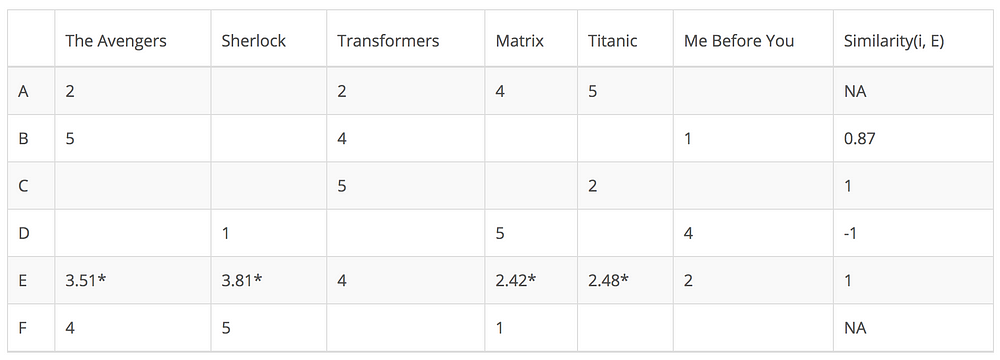 The Avengers Sherlock Transformers Matrix Titanic Me Before You Similarity(i, E)
A 2 2 4 5 NA
B 5 4 1 0.87
C 5 2 1
D 1 5 4 -1
E 3.51* 3.81* 4 2.42* 2.48* 2 1
F 4 5 1 NA